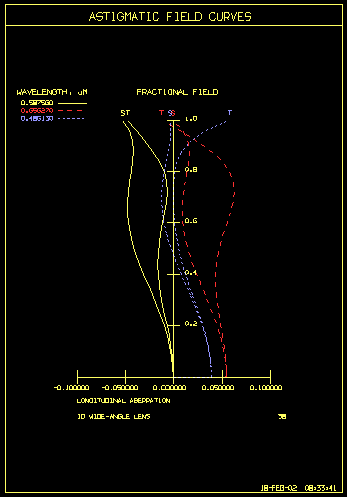 ASTIGMATIC FIELD CURVES
WAVELENGTH, uM
0.587560
0.656270
0.486130
FRACTIONAL FIELD
ST T SS T
1.0
0.8
0.6
0.4
0.2
-0.100000 -0.050000 0.000000 0.050000 0.100000
LONGITUDINAL ABERRATION
ID WIDE-ANGLE LENS
18-FEB-02 08:33:41